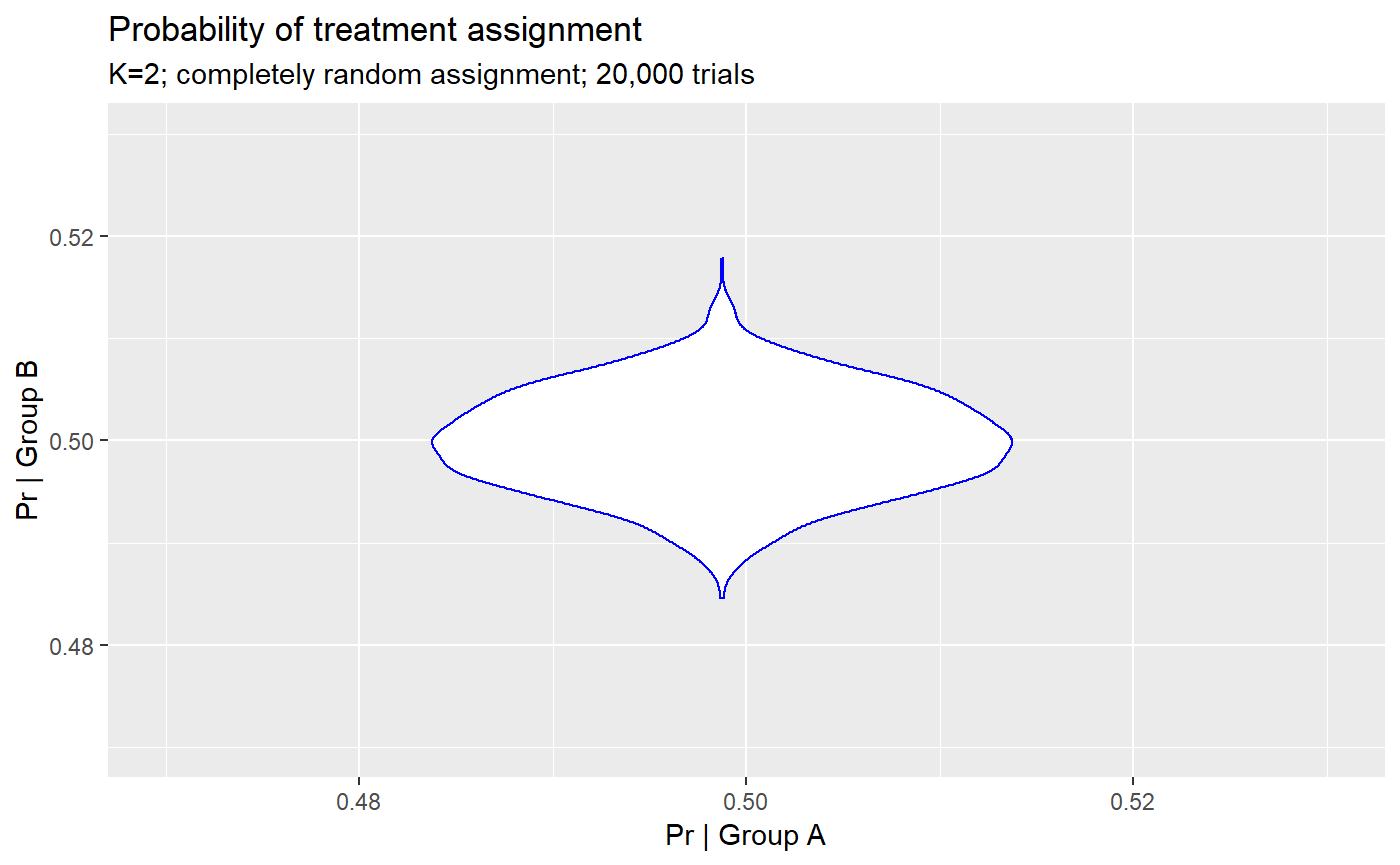 Probability of treatment assignment
K=2; completely random assignment; 20,000 trials
Pr | Group B
0.52
0.50
0.48
0.48 0.50 0.52
Pr | Group A